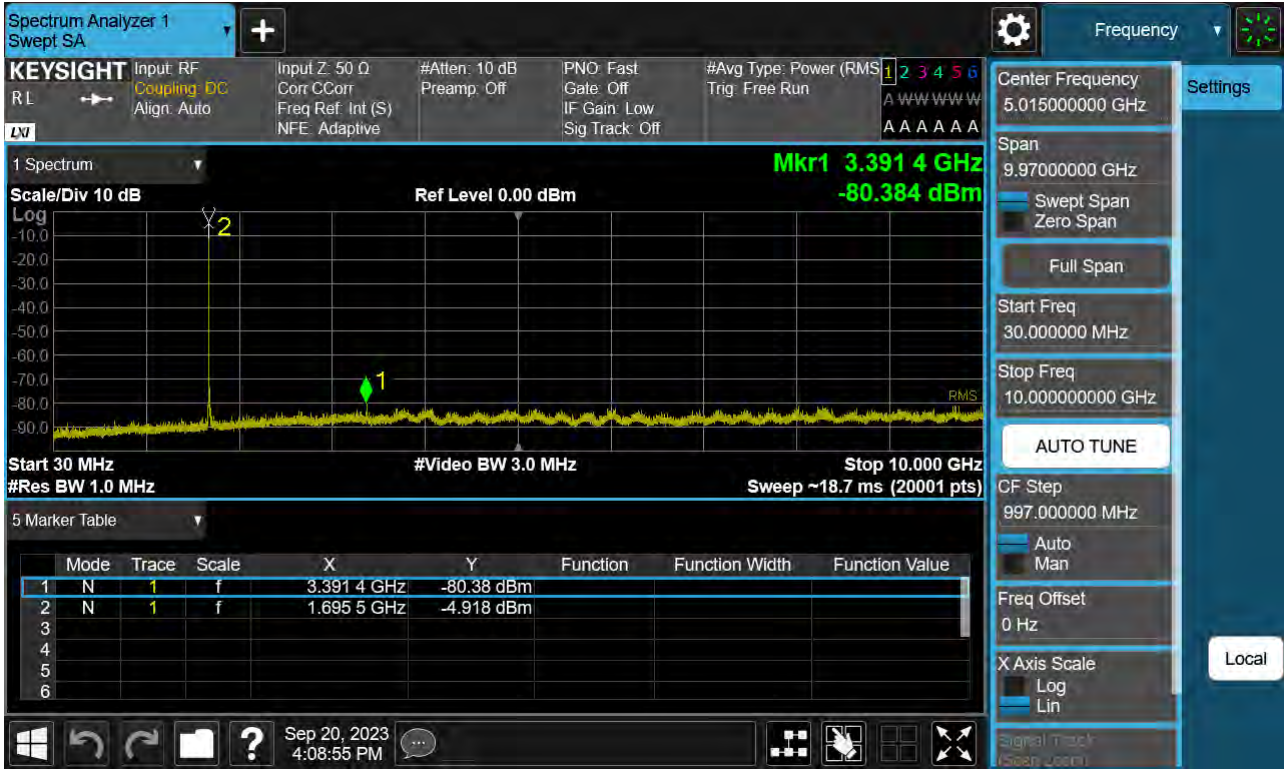 Spectrum Analyzer 1
Swept SA
+
Frequency
KEYSIGHT
RL
LXI
Input: RF
Coupling: DC
Align: Auto
Input Z: 50 Ω
Corr CCorr
Freq Ref: Int (S)
NFE: Adaptive
#Atten: 10 dB
Preamp: Off
PNO: Fast
Gate: Off
IF Gain: Low
Sig Track: Off
#Avg Type: Power (RMS
Trig: Free Run
1 2 3 4 5 6
A W W W W W
A A A A A A
Center Frequency
5.015000000 GHz
Settings
Span
9.97000000 GHz
Swept Span
Zero Span
Full Span
Start Freq
30.000000 MHz
Stop Freq
10.000000000 GHz
AUTO TUNE
CF Step
997.000000 MHz
Auto
Man
Freq Offset
0 Hz
X Axis Scale
Log
Lin
Signal Track
(Span Zoom)
Local
1 Spectrum
Mkr1 3.391 4 GHz
-80.384 dBm
Scale/Div 10 dB
Ref Level 0.00 dBm
Log
-10.0
-20.0
-30.0
-40.0
-50.0
-60.0
-70.0
-80.0
-90.0
2
1
RMS
Start 30 MHz
#Video BW 3.0 MHz
Stop 10.000 GHz
#Res BW 1.0 MHz
Sweep ~18.7 ms (20001 pts)
5 Marker Table
Mode Trace Scale X Y Function Function Width Function Value
1 N 1 f 3.391 4 GHz -80.38 dBm
2 N 1 f 1.695 5 GHz -4.918 dBm
3
4
5
6
?
Sep 20, 2023
4:08:55 PM